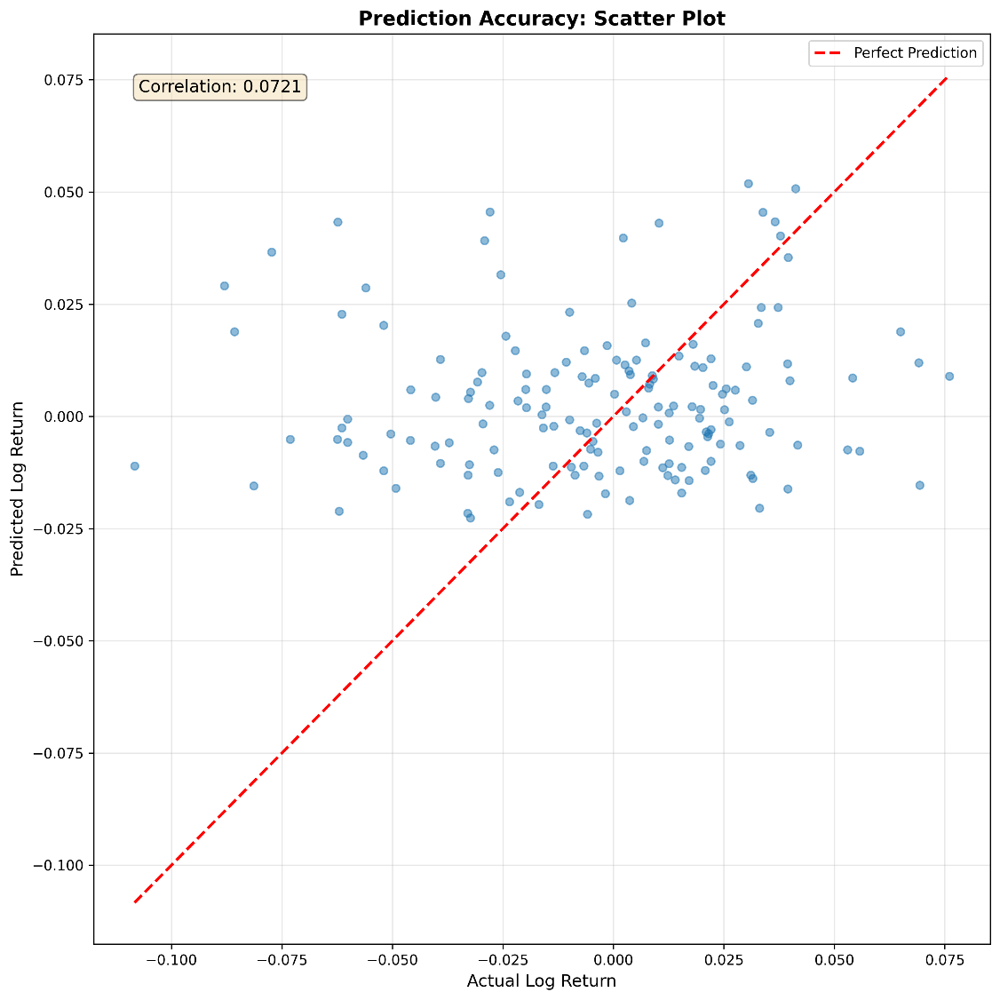 Prediction Accuracy: Scatter Plot
Perfect Prediction
Correlation: 0.0721
0.075
0.050
0.025
0.000
−0.025
−0.050
−0.075
−0.100
Predicted Log Return
−0.100 −0.075 −0.050 −0.025 0.000 0.025 0.050 0.075
Actual Log Return